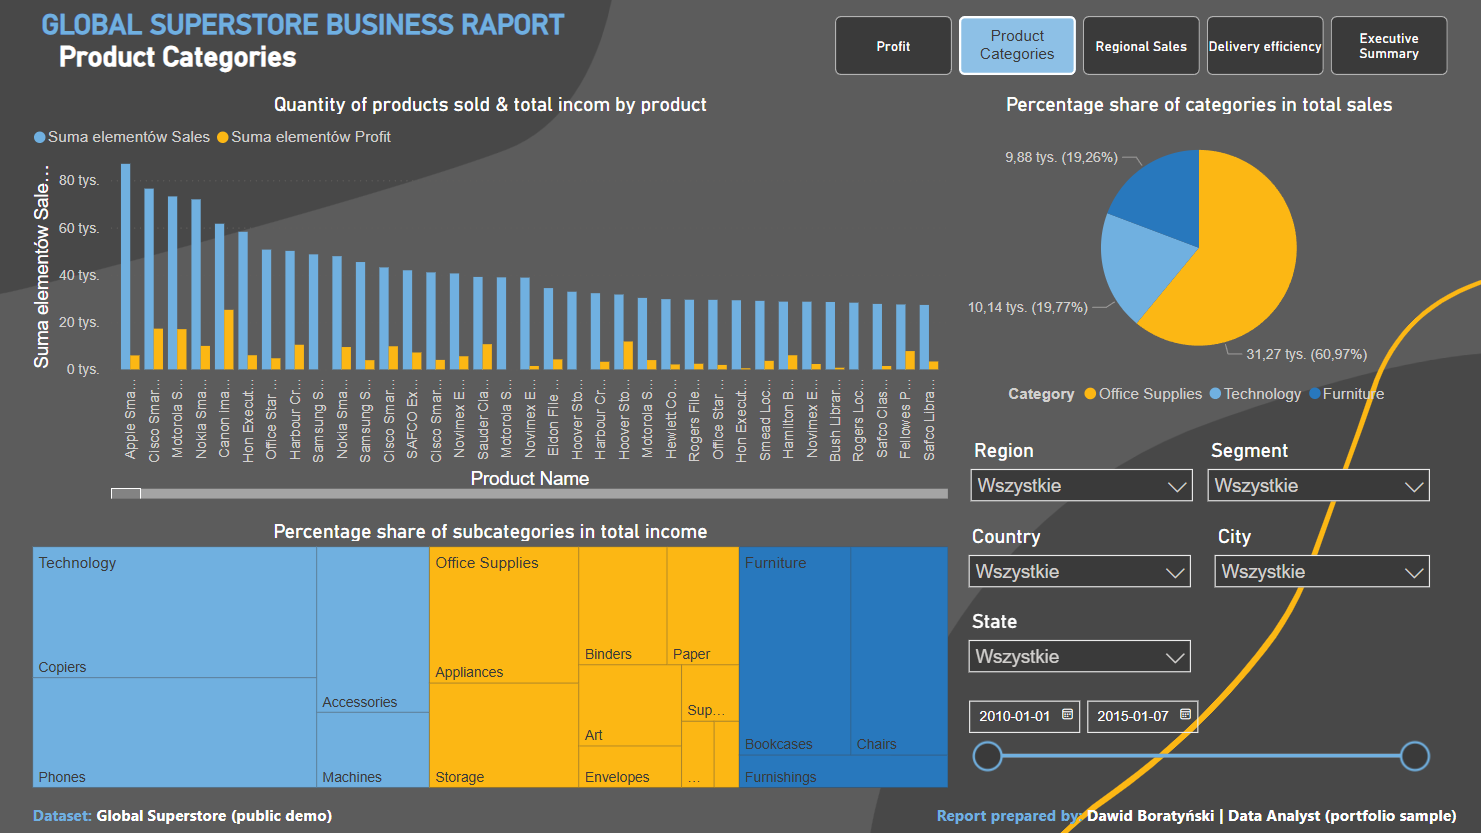 GLOBAL SUPERSTORE BUSINESS RAPORT
Product Categories
Profit
Product
Categories
Regional Sales
Delivery efficiency
Executive
Summary
Quantity of products sold & total incom by product
Suma elementów Sales
Suma elementów Profit
Suma elementów Sale...
80 tys.
60 tys.
40 tys.
20 tys.
0 tys.
Apple Sma...
Cisco Smar...
Motorola S...
Nokia Sma...
Canon ima...
Hon Execut...
Office Star ...
Harbour Cr...
Samsung S...
Nokia Sma...
Samsung S...
Cisco Smar...
SAFCO Ex...
Cisco Smar...
Novimex E...
Sauder Cla...
Motorola S...
Novimex E...
Eldon File ...
Hoover Sto...
Harbour Cr...
Hoover Sto...
Motorola S...
Hewlett Co...
Rogers File...
Office Star ...
Hon Execut...
Smead Loc...
Hamilton B...
Novimex E...
Bush Librar...
Rogers Loc...
Safco Clas...
Fellowes P...
Safco Libra...
Product Name
Percentage share of categories in total sales
9,88 tys. (19,26%)
10,14 tys. (19,77%)
31,27 tys. (60,97%)
Category
Office Supplies
Technology
Furniture
Region
Wszystkie
Segment
Wszystkie
Country
Wszystkie
City
Wszystkie
State
Wszystkie
2010-01-01
2015-01-07
Percentage share of subcategories in total income
Technology
Copiers
Phones
Accessories
Machines
Office Supplies
Appliances
Storage
Binders
Paper
Art
Sup...
Envelopes
...
Furniture
Bookcases
Chairs
Furnishings
Dataset: Global Superstore (public demo)
Report prepared by: Dawid Boratyński | Data Analyst (portfolio sample)